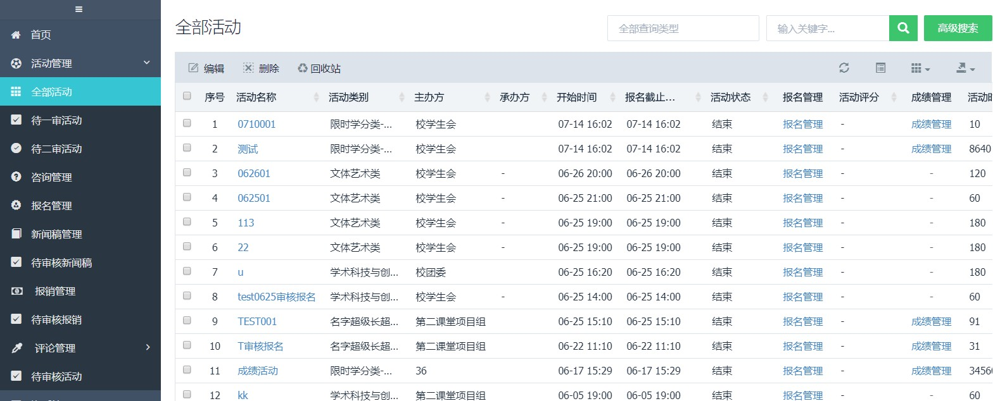 首页
活动管理
全部活动
待一审活动
待二审活动
咨询管理
报名管理
新闻稿管理
待审核新闻稿
报销管理
待审核报销
评论管理
待审核活动
全部活动
全部查询类型 输入关键字... 高级搜索
编辑 删除 回收站
序号 活动名称 活动类别 主办方 承办方 开始时间 报名截止... 活动状态 报名管理 活动评分 成绩管理 活动
1 0710001 限时学分类-... 校学生会 07-14 16:02 07-14 16:02 结束 报名管理 - 成绩管理 10
2 测试 限时学分类-... 校学生会 07-14 16:02 07-14 16:02 结束 报名管理 - 成绩管理 8640
3 062601 文体艺术类 校学生会 - 06-26 20:00 06-26 20:00 结束 报名管理 - - 120
4 062501 文体艺术类 校学生会 - 06-25 21:00 06-25 21:00 结束 报名管理 - - 60
5 113 文体艺术类 校学生会 - 06-25 19:00 06-25 19:00 结束 报名管理 - - 180
6 22 文体艺术类 校学生会 - 06-25 19:00 06-25 19:00 结束 报名管理 - - 180
7 u 学术科技与创... 校团委 06-25 16:20 06-25 16:20 结束 报名管理 - - 180
8 test0625审核报名 学术科技与创... 校学生会 - 06-25 14:00 06-25 14:00 结束 报名管理 - - 60
9 TEST001 名字超级长超... 第二课堂项目组 06-25 15:10 06-25 15:10 结束 报名管理 - 成绩管理 91
10 T审核报名 名字超级长超... 第二课堂项目组 06-22 11:10 06-22 11:10 结束 报名管理 - 成绩管理 31
11 成绩活动 限时学分类-... 36 06-17 15:29 06-17 15:29 结束 报名管理 - 成绩管理 3456
12 kk 学术科技与创... 第二课堂项目组 06-05 19:00 06-05 19:00 结束 报名管理 - - 60